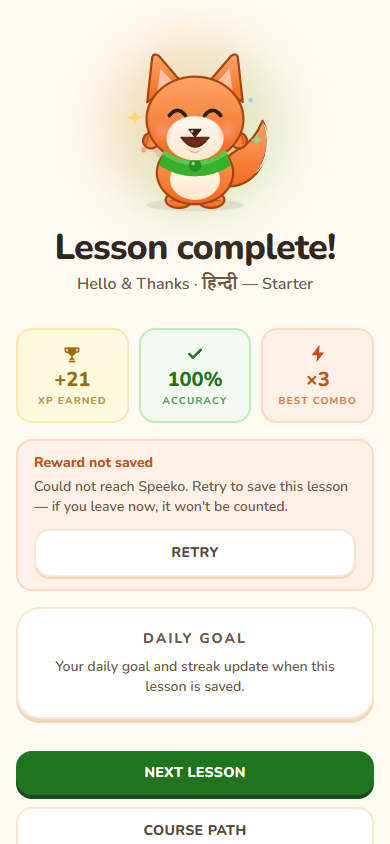 Lesson complete!
Hello & Thanks · हिन्दी — Starter
+21
XP EARNED
100%
ACCURACY
×3
BEST COMBO
Reward not saved
Could not reach Speeko. Retry to save this lesson
— if you leave now, it won't be counted.
RETRY
DAILY GOAL
Your daily goal and streak update when this
lesson is saved.
NEXT LESSON
COURSE PATH